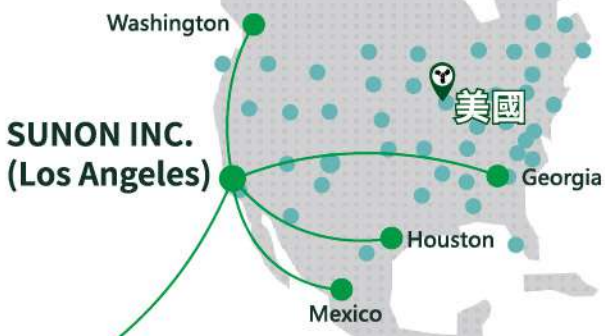 Washington
美國
SUNON INC.
(Los Angeles)
Georgia
Houston
Mexico